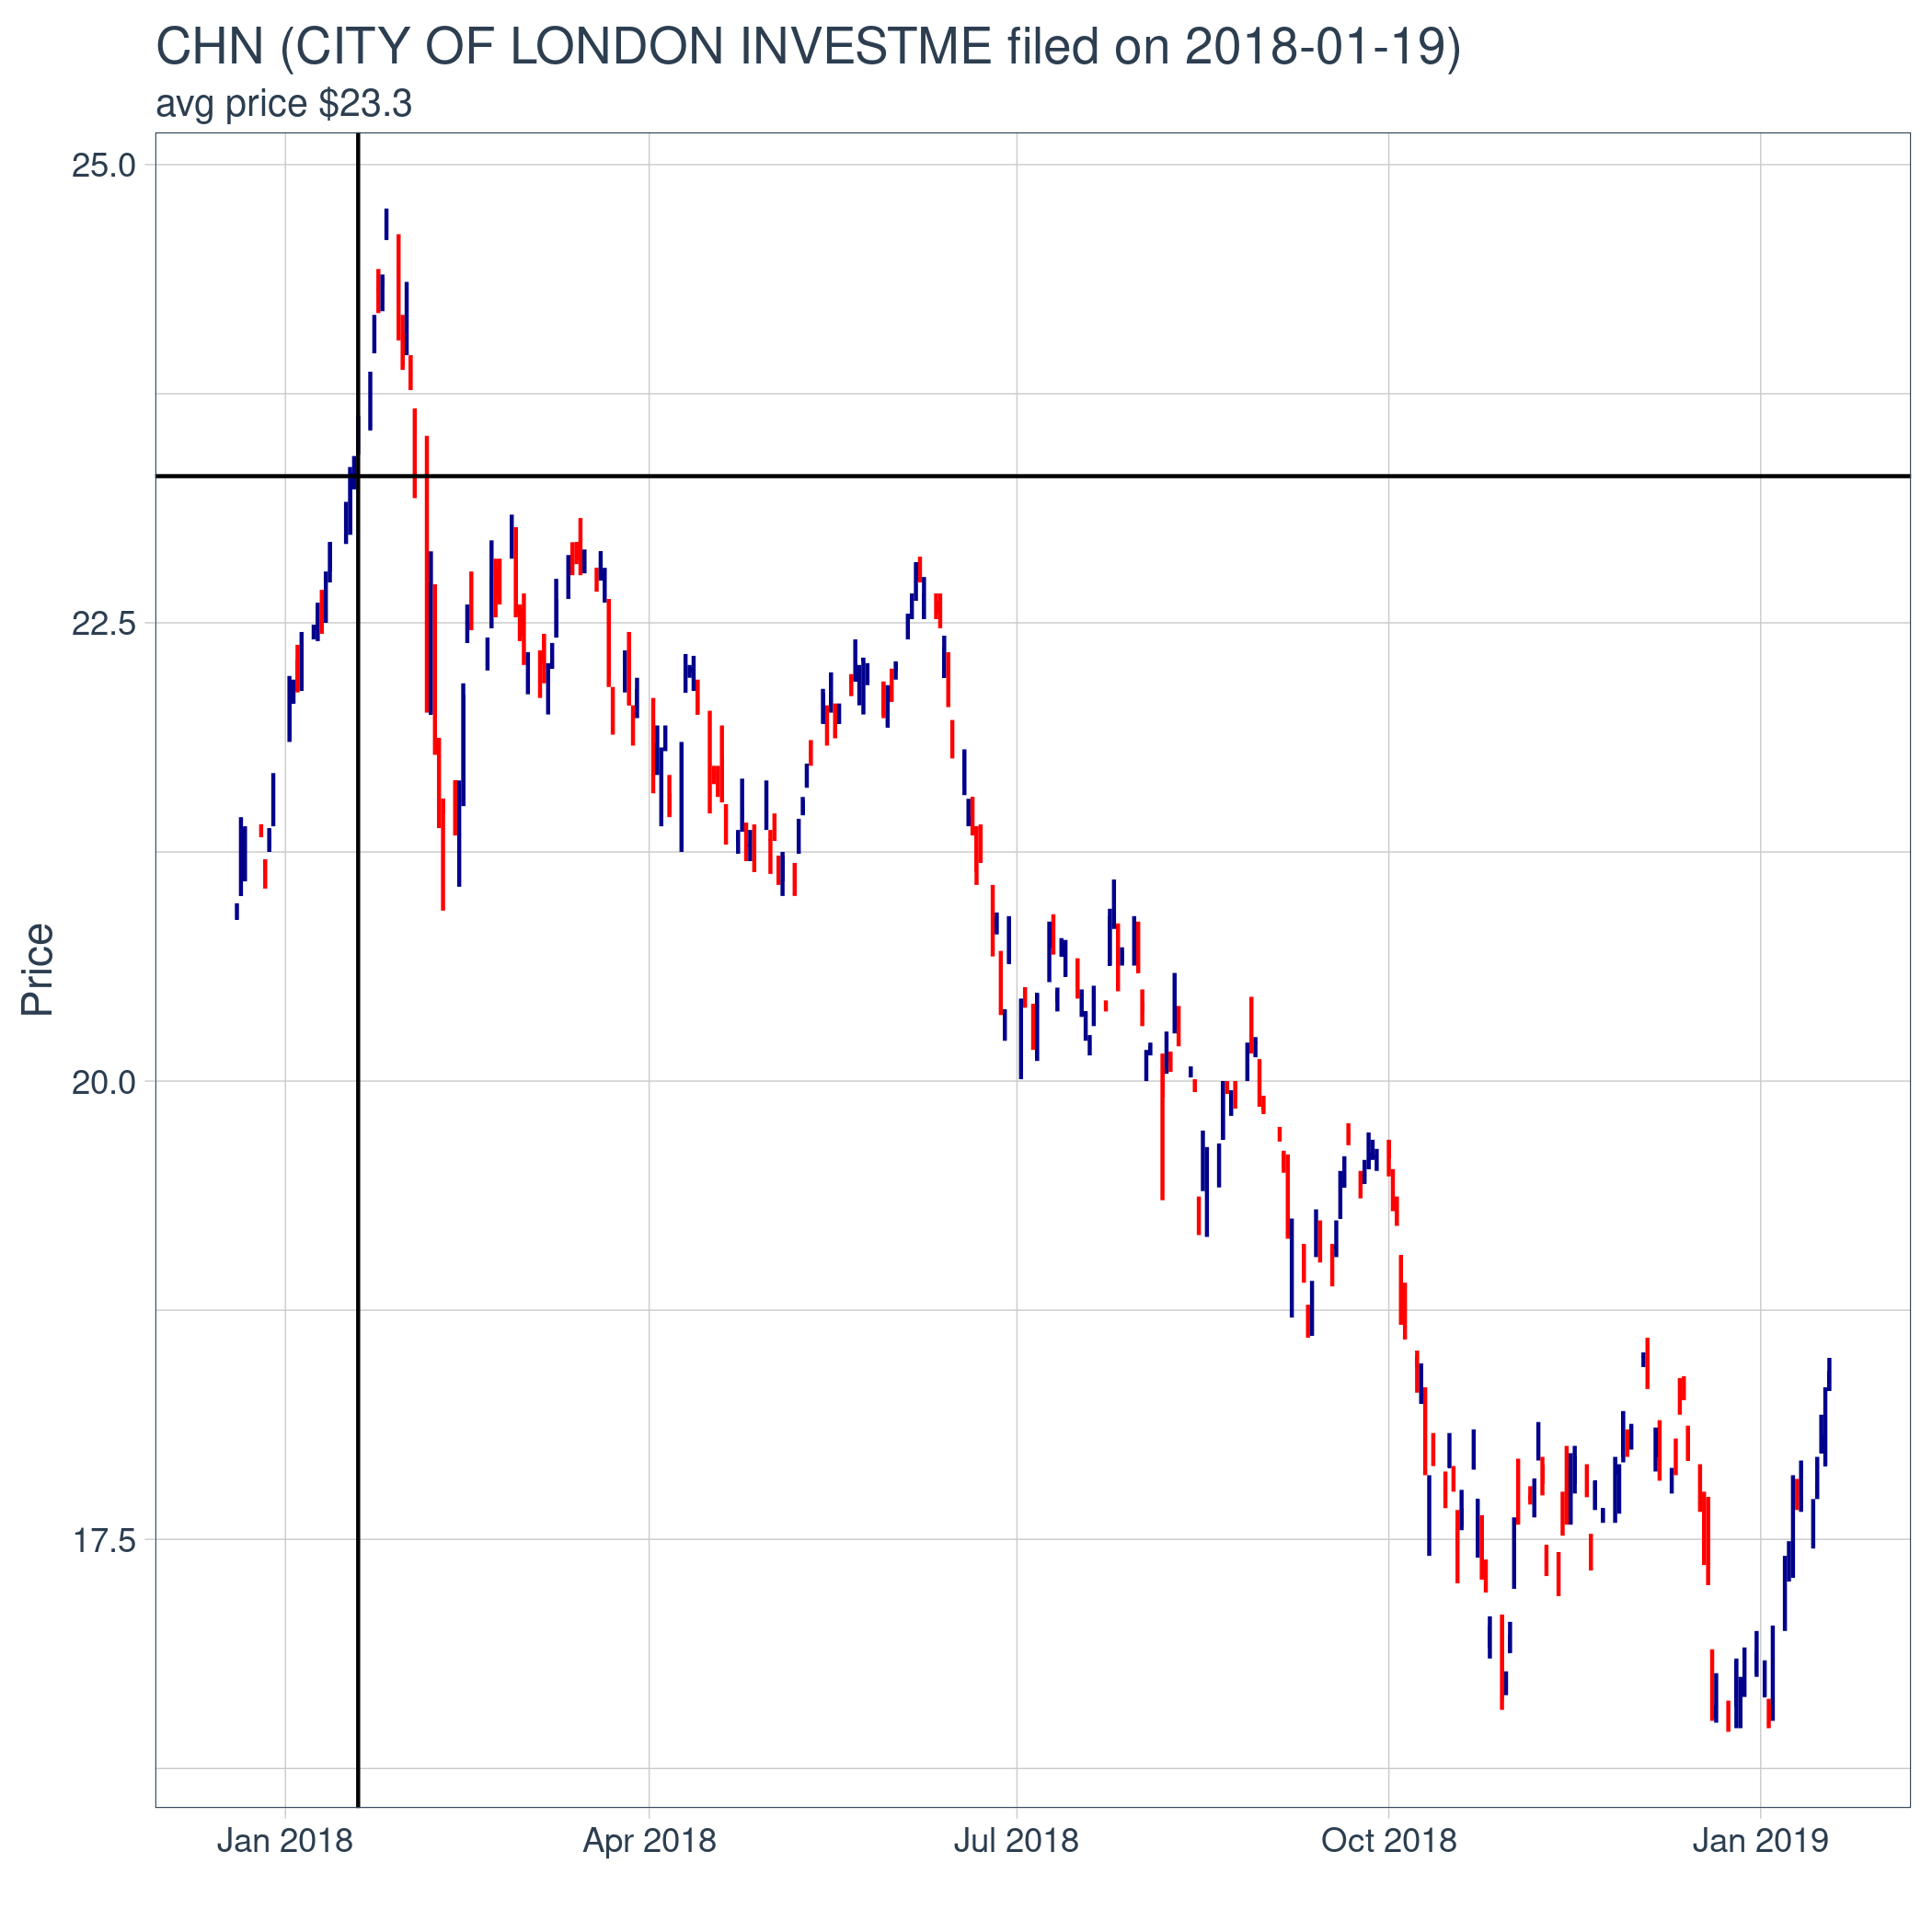 CHN (CITY OF LONDON INVESTME filed on 2018-01-19)
avg price $23.3
25.0
22.5
20.0
17.5
Price
Jan 2018 Apr 2018 Jul 2018 Oct 2018 Jan 2019